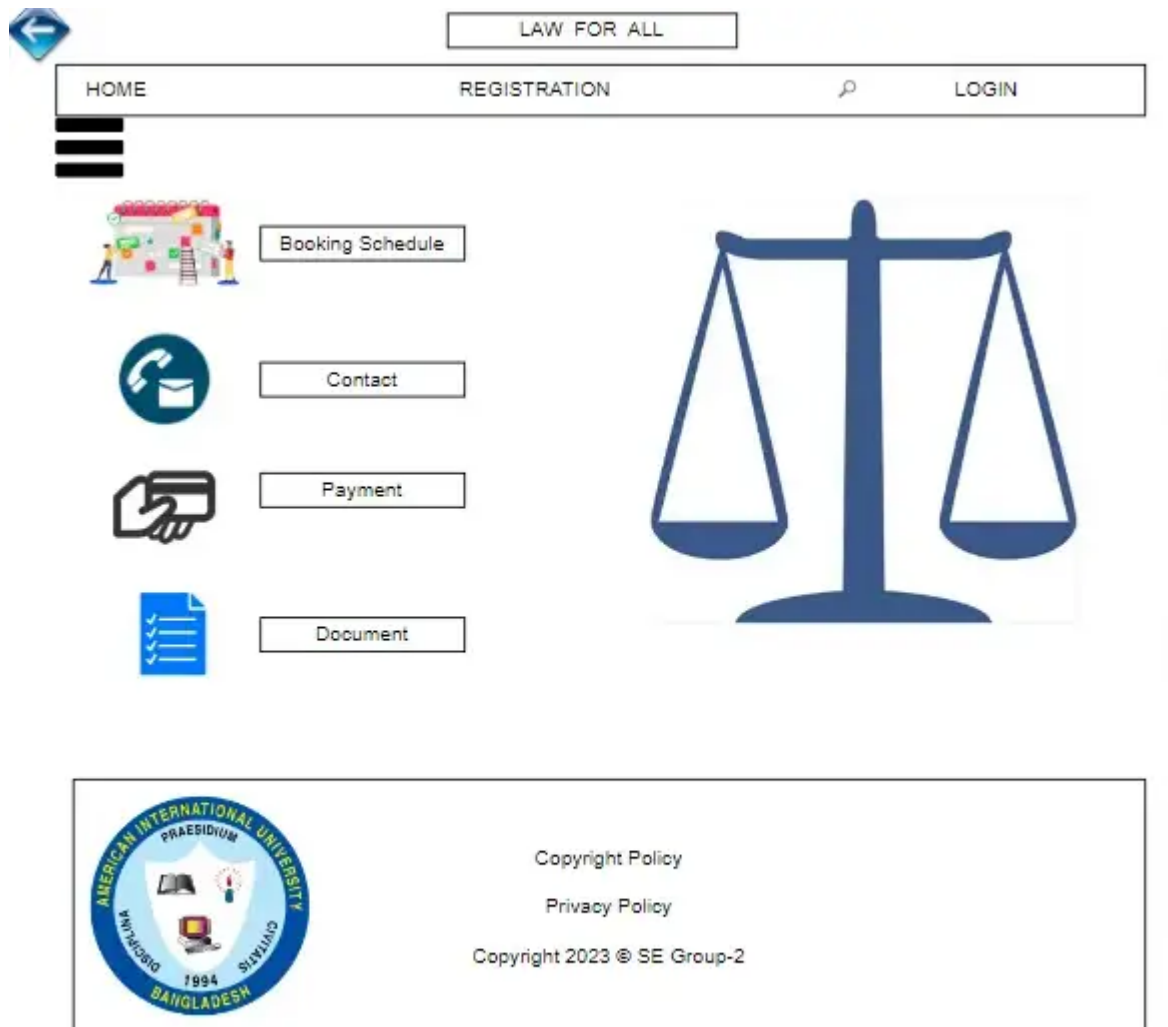 LAW FOR ALL
HOME REGISTRATION LOGIN
Booking Schedule
Contact
Payment
Document
AMERICAN INTERNATIONAL UNIVERSITY
PRAESIDIUM
DISCIPLINA
CIVITATIS
1994
BANGLADESH
Copyright Policy
Privacy Policy
Copyright 2023 © SE Group-2